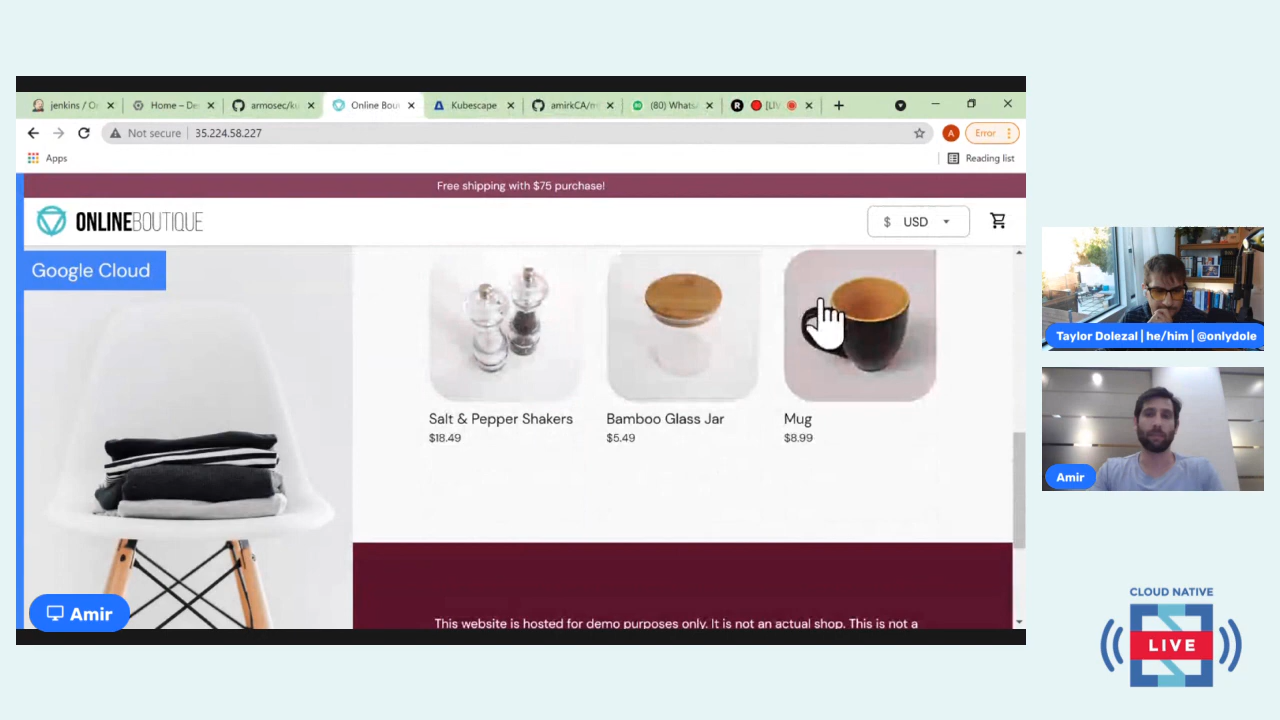 jenkins / O
Home – De
armosec/ku
Online Bou
Kubescape
amirkCA/m
(80) Whats
[LIV
Not secure
35.224.58.227
A
Error
Apps
Reading list
Free shipping with $75 purchase!
ONLINEBOUTIQUE
$ USD
Google Cloud
Salt & Pepper Shakers
$18.49
Bamboo Glass Jar
$5.49
Mug
$8.99
This website is hosted for demo purposes only. It is not an actual shop. This is not a
Amir
Taylor Dolezal | he/him | @onlydole
Amir
CLOUD NATIVE
LIVE